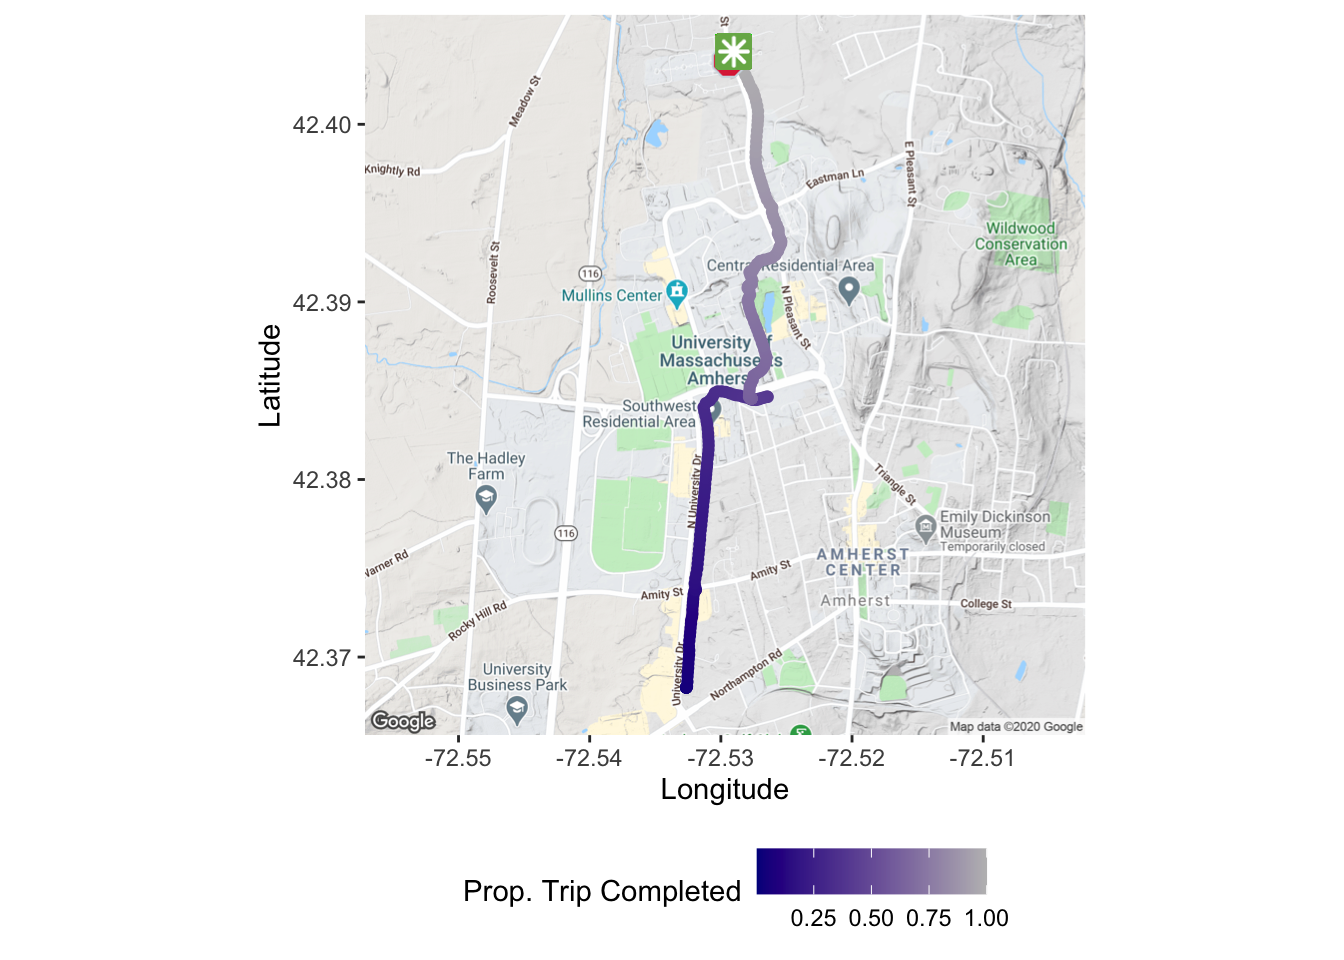 St
Meadow St
42.40
Knightly Rd
E Pleasant St
Eastman Ln
Wildwood
Conservation
Area
Roosevelt St
116
Central Residential Area
42.39
Mullins Center
N Pleasant St
University of
Massachusetts
Amherst
Latitude
Southwest
Residential Area
The Hadley
Farm
42.38
N University Dr
Triangle St
116
Emily Dickinson
Museum
Temporarily closed
AMHERST
CENTER
Warner Rd
Amity St
Amity St
Amherst
College St
Rocky Hill Rd
42.37
University
Business Park
University Dr
Northampton Rd
Google
Map data ©2020 Google
-72.55
-72.54
-72.53
-72.52
-72.51
Longitude
Prop. Trip Completed
0.25 0.50 0.75 1.00